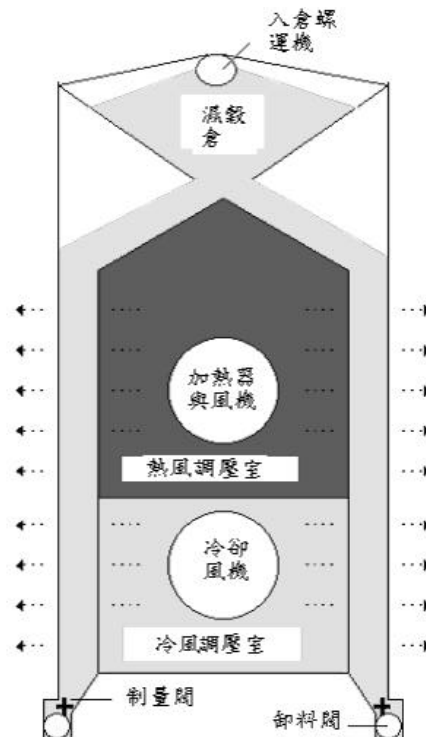 入倉螺
運機
濕穀
倉
加熱器
與風機
熱風調壓室
冷卻
風機
冷風調壓室
制量閥
卸料閥